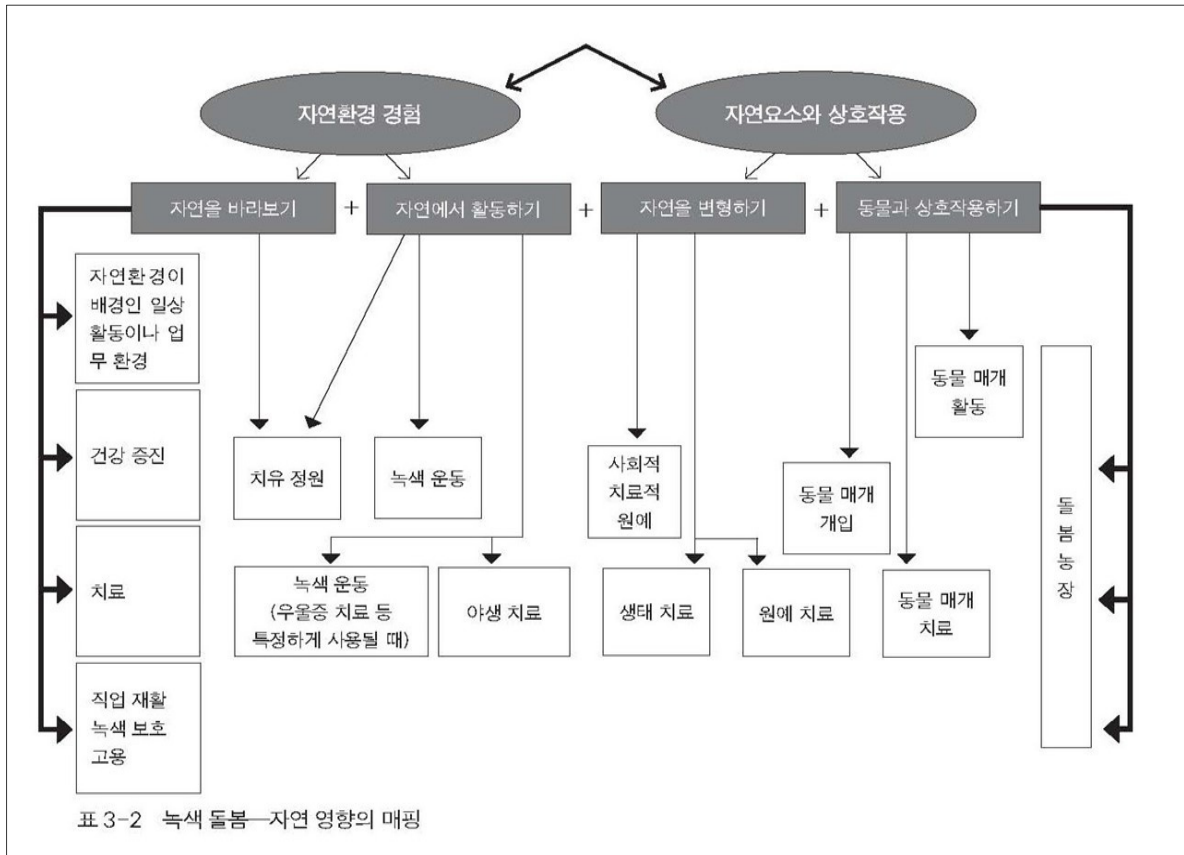 자연환경 경험
자연요소와 상호작용
자연을 바라보기
+
자연에서 활동하기
+
자연을 변형하기
+
동물과 상호작용하기
자연환경이
배경인 일상
활동이나 업
무 환경
동물 매개
활동
건강 증진
치유 정원
녹색 운동
사회적
치료적
원예
동물 매개
개입
돌
봄
농
장
치료
녹색 운동
(우울증 치료 등
특정하게 사용될 때)
야생 치료
생태 치료
원예 치료
동물 매개
치료
직업 재활
녹색 보호
고용
표 3-2 녹색 돌봄—자연 영향의 매핑